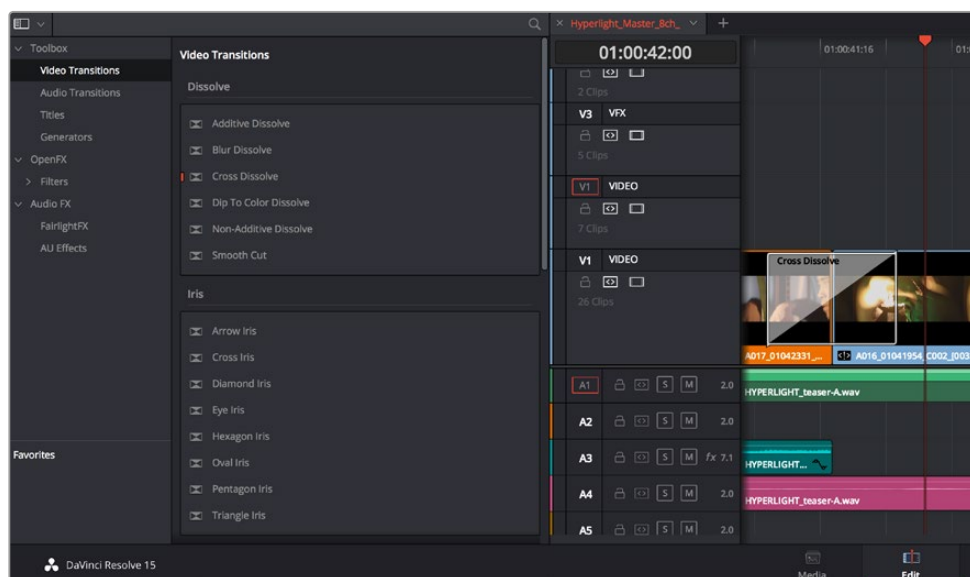 Hyperlight_Master_8ch_
Toolbox
Video Transitions
Audio Transitions
Titles
Generators
OpenFX
Filters
Audio FX
FairlightFX
AU Effects
Favorites
Video Transitions
Dissolve
Additive Dissolve
Blur Dissolve
Cross Dissolve
Dip To Color Dissolve
Non-Additive Dissolve
Smooth Cut
Iris
Arrow Iris
Cross Iris
Diamond Iris
Eye Iris
Hexagon Iris
Oval Iris
Pentagon Iris
Triangle Iris
01:00:42:00
2 Clips
V3 VFX
5 Clips
V1 VIDEO
7 Clips
V1 VIDEO
26 Clips
A1 S M 2.0
A2 S M 2.0
A3 S M fx 7.1
A4 S M 2.0
A5 S M 2.0
01:00:41:16 01:
Cross Dissolve
A017_01042331_... A016_01041954_C002_[003
HYPERLIGHT_teaser-A.wav
HYPERLIGHT...
HYPERLIGHT_teaser-A.wav
DaVinci Resolve 15
Media Edit